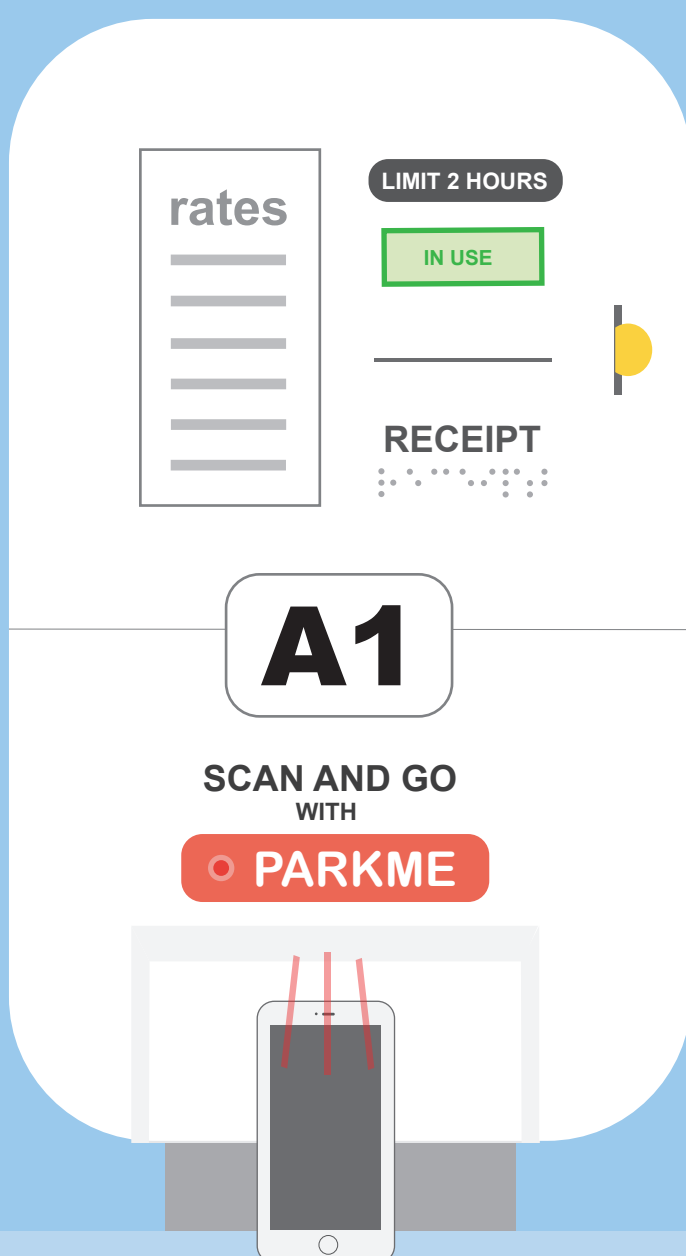 rates
LIMIT 2 HOURS
IN USE
RECEIPT
A1
SCAN AND GO
WITH
PARKME